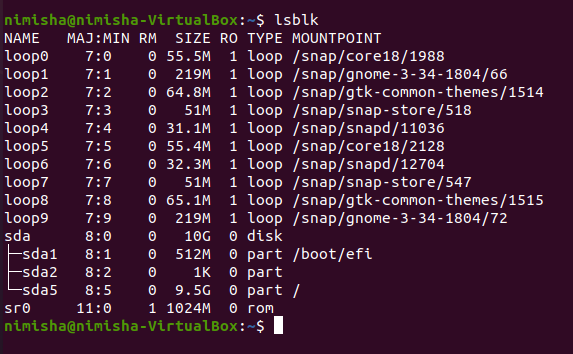 nimisha@nimisha-VirtualBox:~$ lsblk
NAME   MAJ:MIN RM  SIZE RO TYPE MOUNTPOINT
loop0    7:0    0 55.5M  1 loop /snap/core18/1988
loop1    7:1    0  219M  1 loop /snap/gnome-3-34-1804/66
loop2    7:2    0 64.8M  1 loop /snap/gtk-common-themes/1514
loop3    7:3    0   51M  1 loop /snap/snap-store/518
loop4    7:4    0 31.1M  1 loop /snap/snapd/11036
loop5    7:5    0 55.4M  1 loop /snap/core18/2128
loop6    7:6    0 32.3M  1 loop /snap/snapd/12704
loop7    7:7    0   51M  1 loop /snap/snap-store/547
loop8    7:8    0 65.1M  1 loop /snap/gtk-common-themes/1515
loop9    7:9    0  219M  1 loop /snap/gnome-3-34-1804/72
sda      8:0    0   10G  0 disk
├─sda1   8:1    0  512M  0 part /boot/efi
├─sda2   8:2    0    1K  0 part
└─sda5   8:5    0  9.5G  0 part /
sr0     11:0    1 1024M  0 rom
nimisha@nimisha-VirtualBox:~$